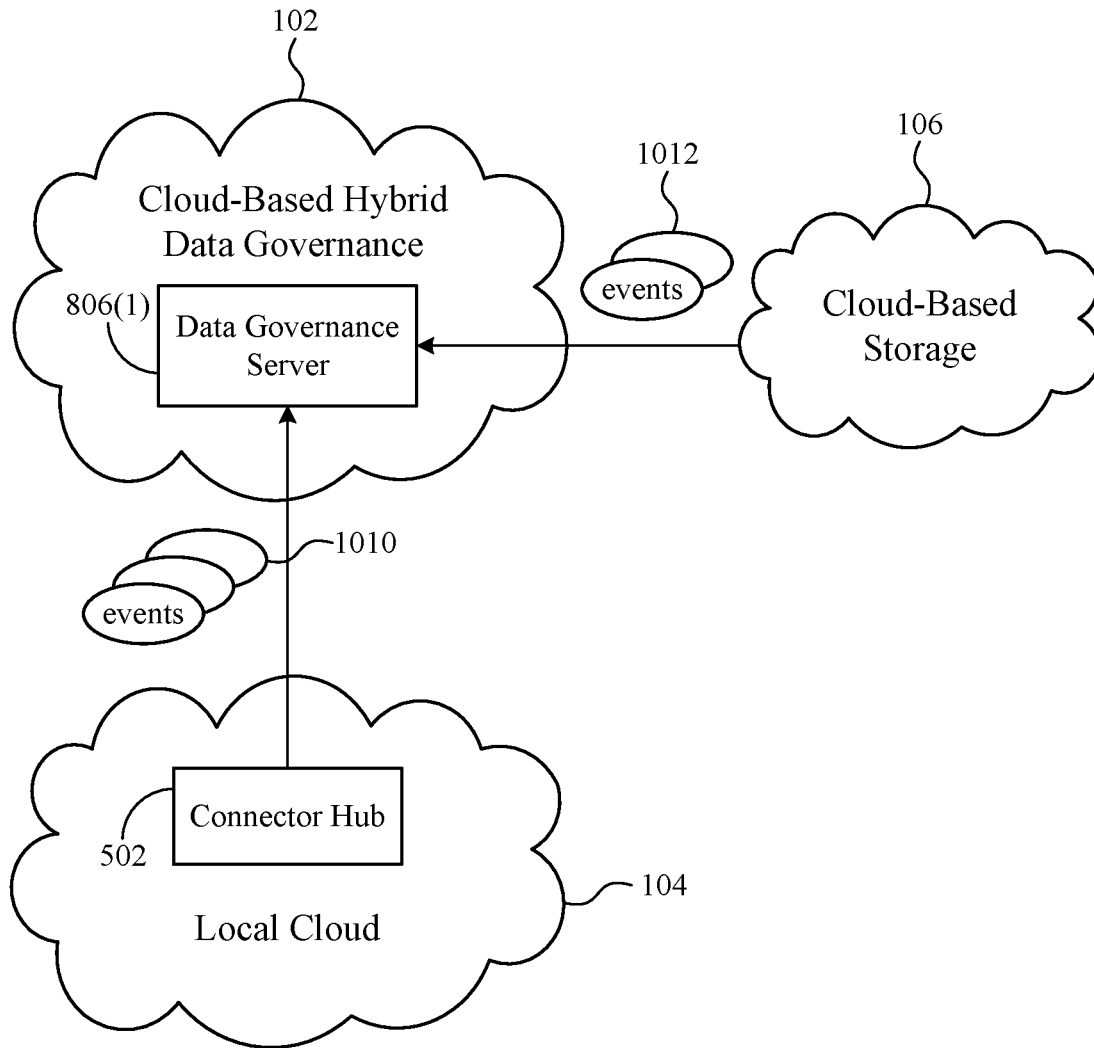 102
106
1012
Cloud-Based Hybrid
Data Governance
events
Cloud-Based
Storage
806(1)
Data Governance
Server
1010
events
Connector Hub
502
104
Local Cloud